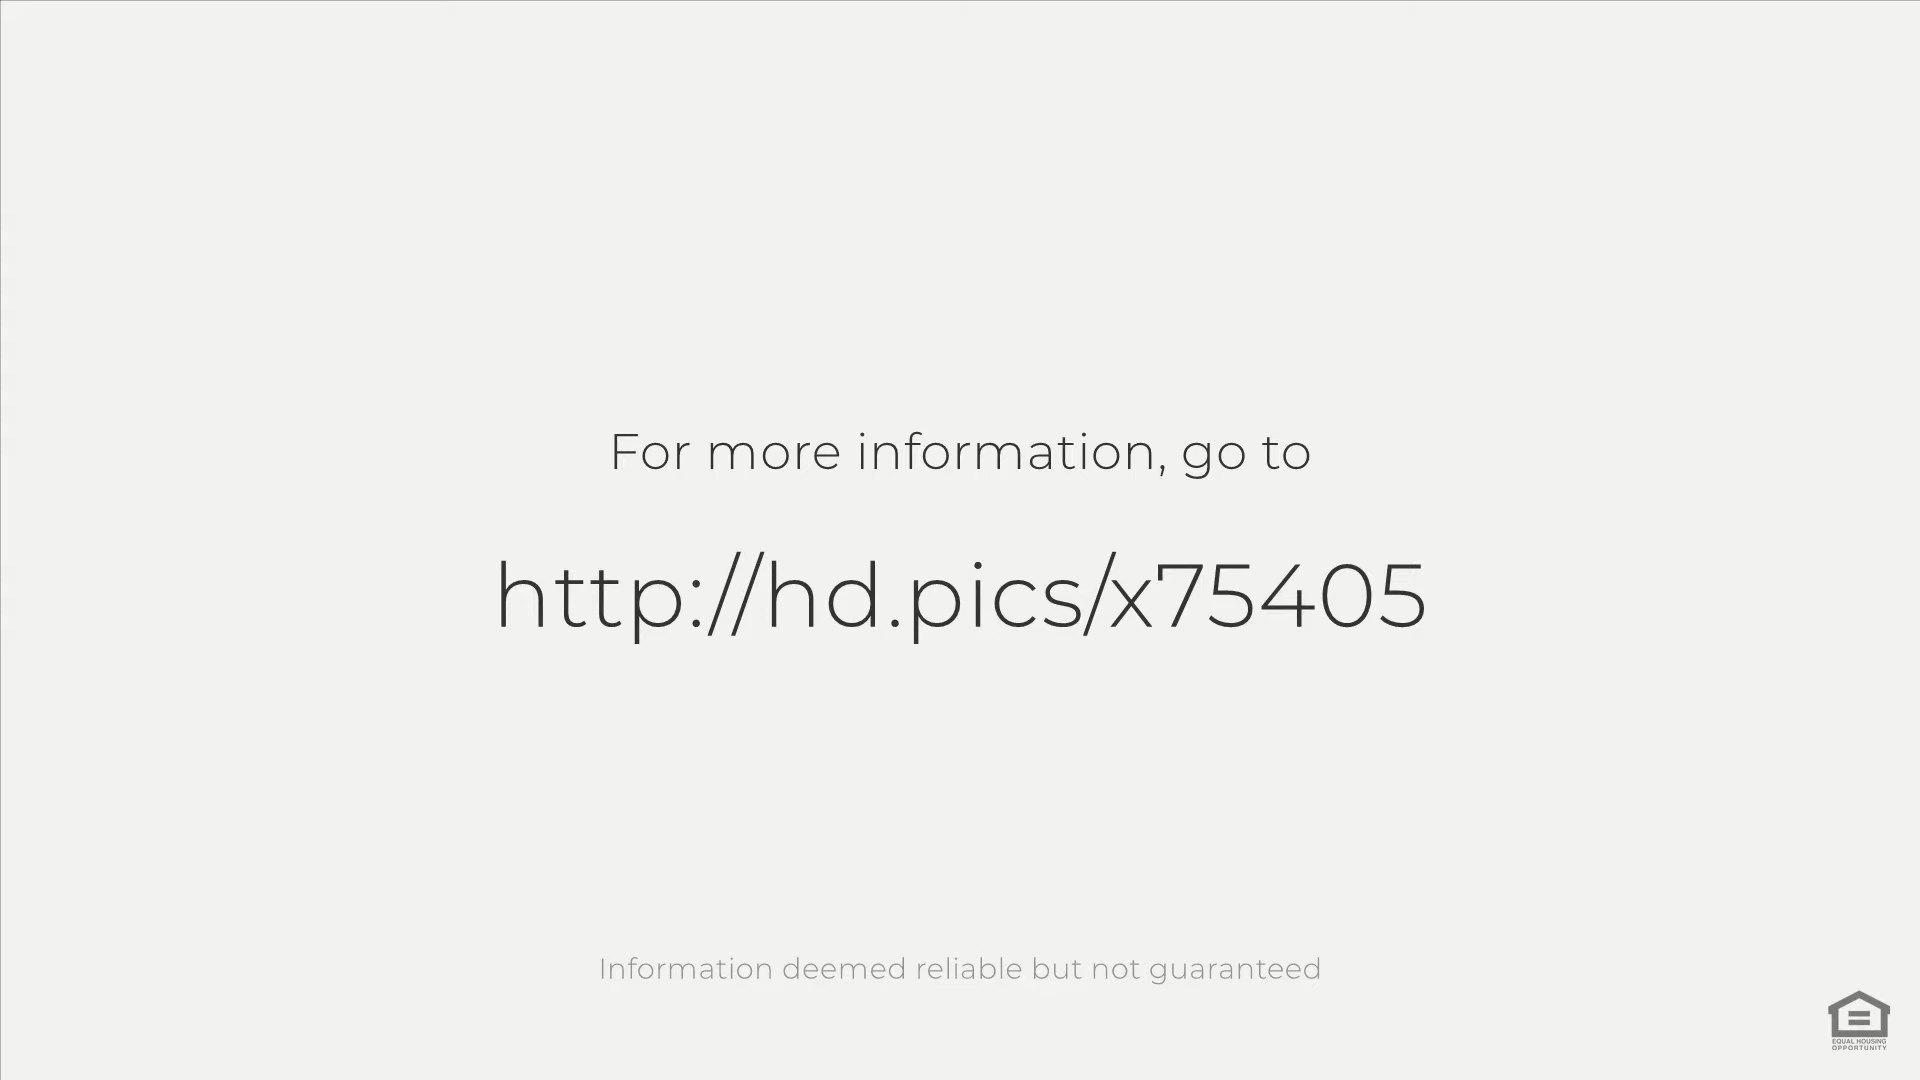 For more information, go to
http://hd.pics/x75405
Information deemed reliable but not guaranteed
EQUAL HOUSING
OPPORTUNITY